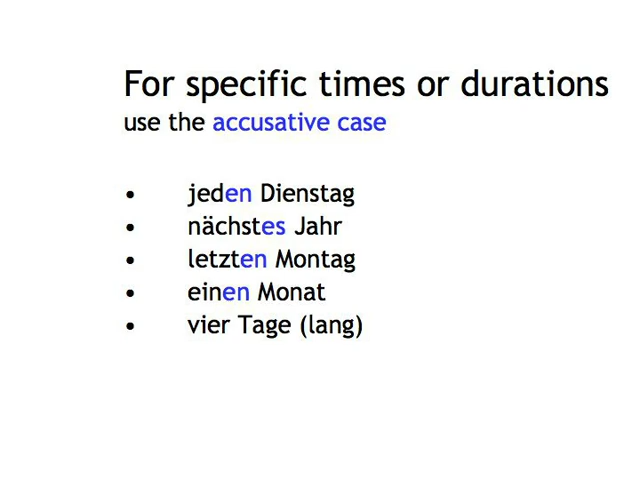 For specific times or durations
use the accusative case
• jeden Dienstag
• nächstes Jahr
• letzten Montag
• einen Monat
• vier Tage (lang)